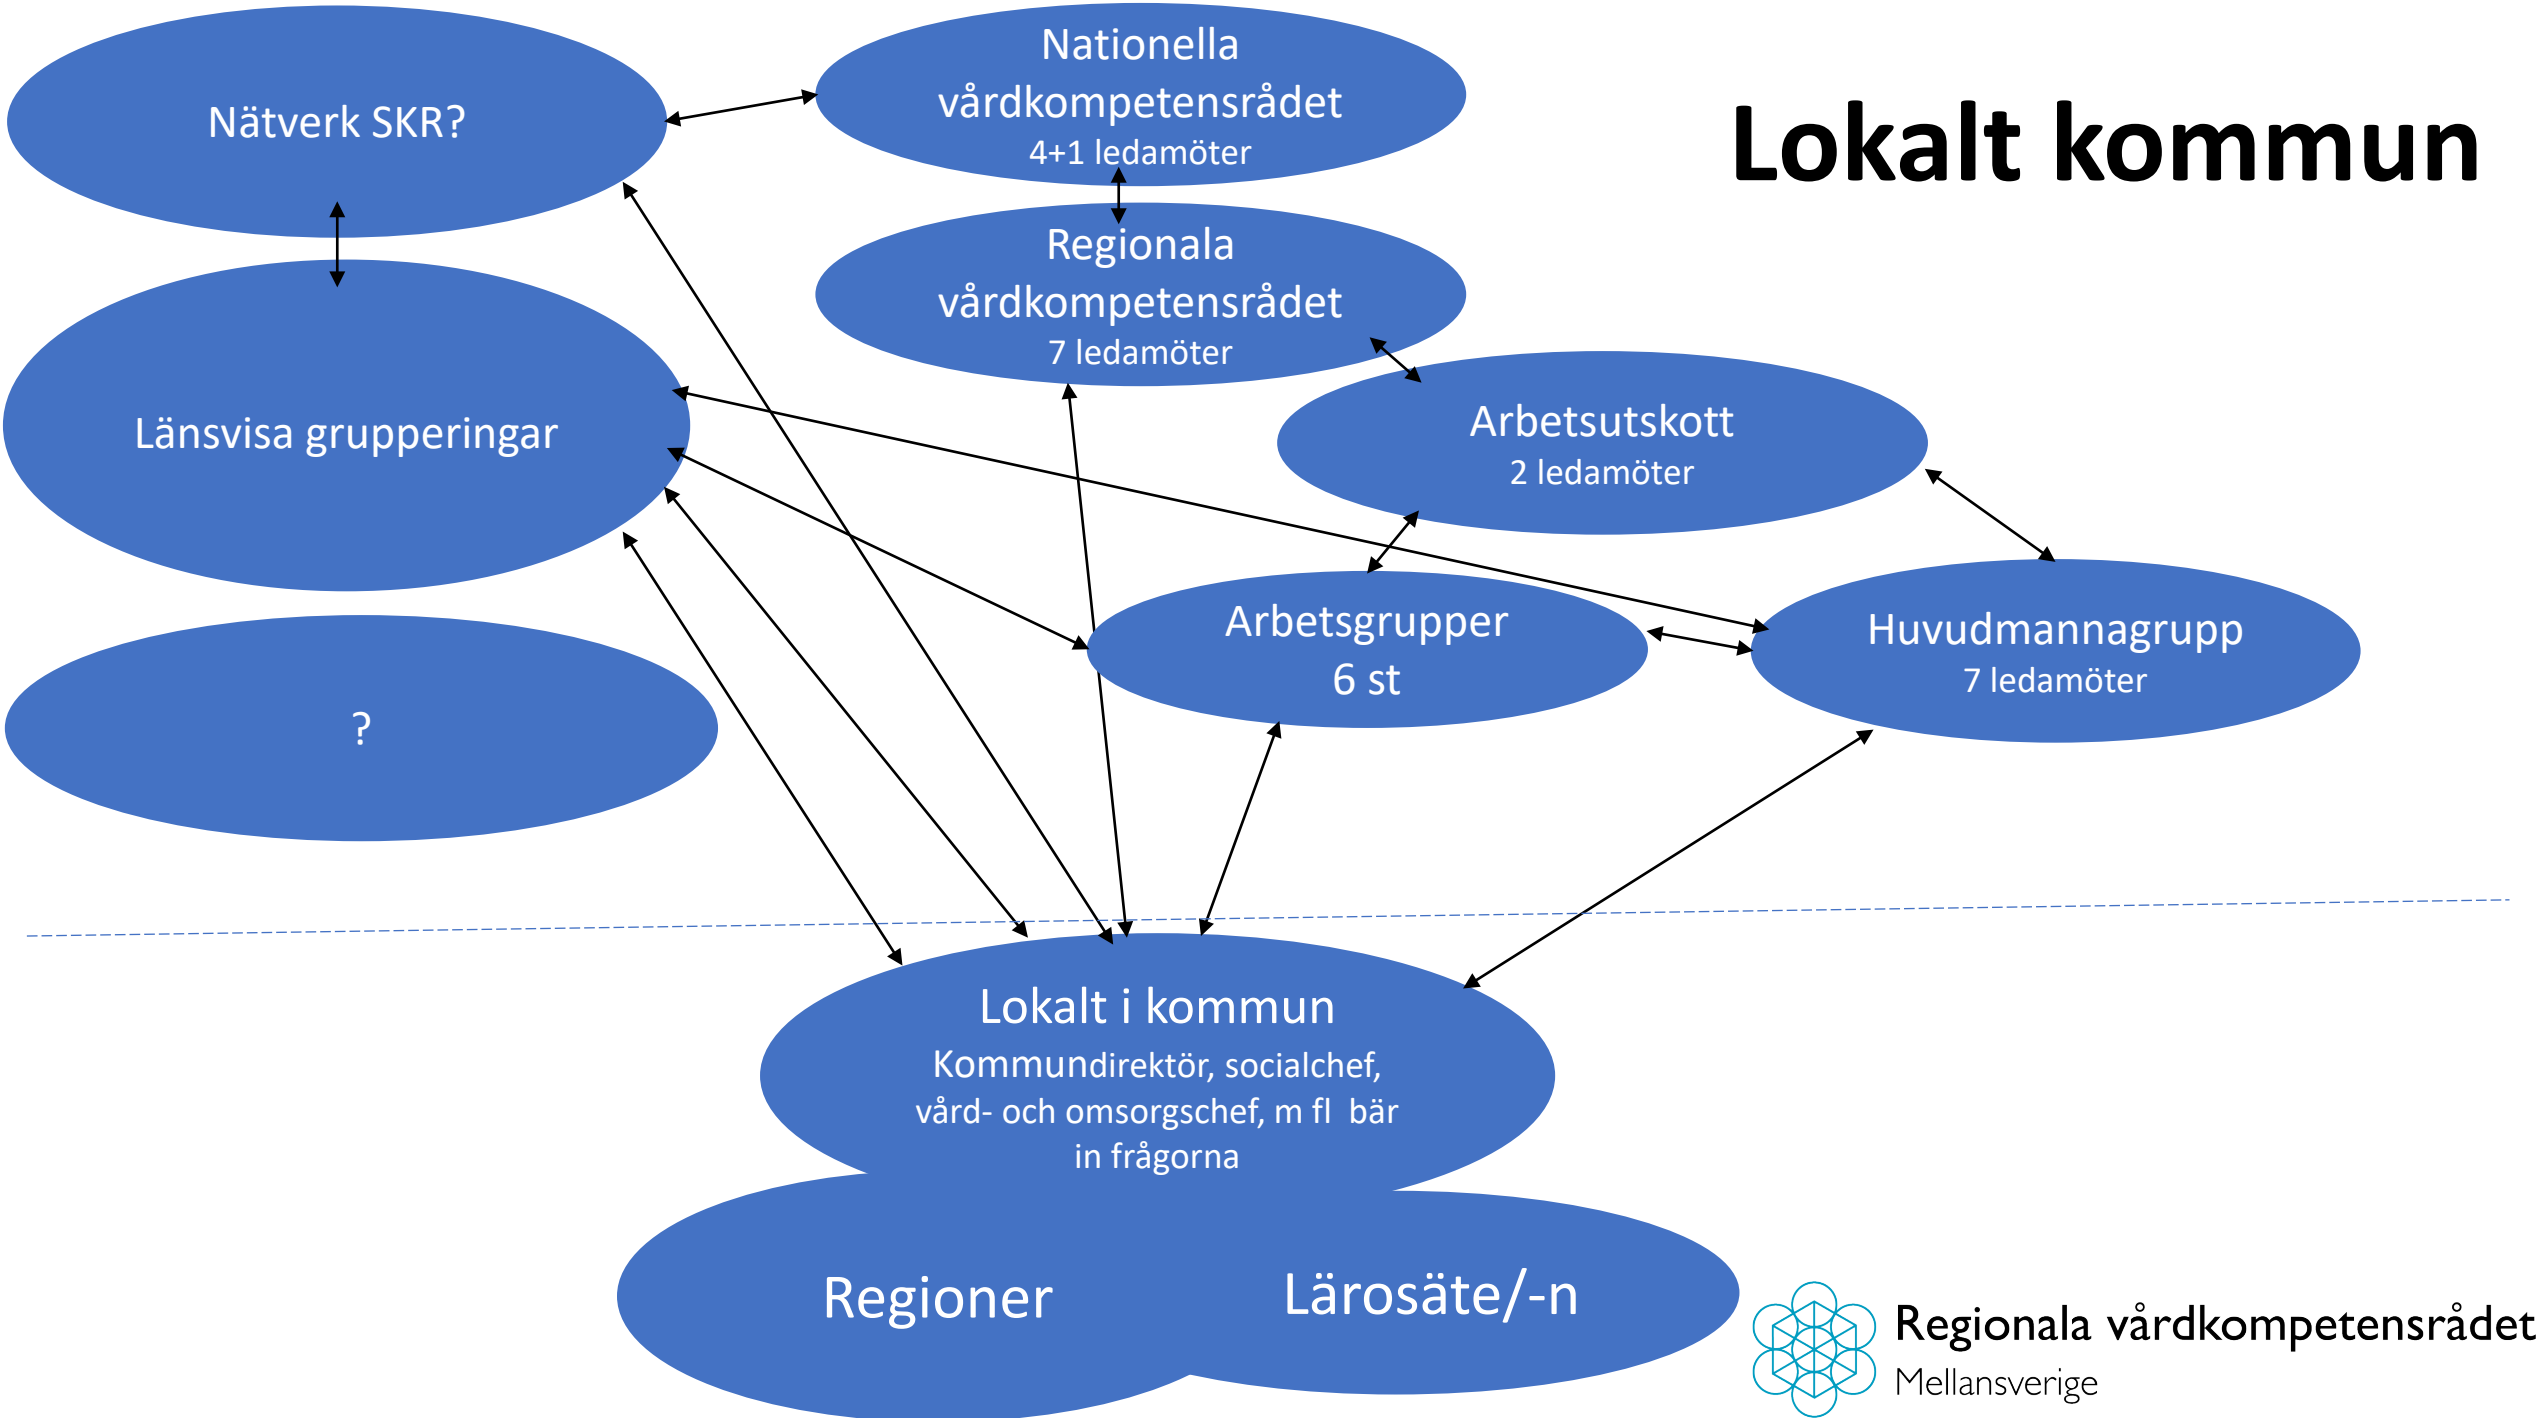 Lokalt kommun
Nätverk SKR?
Nationella
vårdkompetensrådet
4+1 ledamöter
Regionala
vårdkompetensrådet
7 ledamöter
Länsvisa grupperingar
Arbetsutskott
2 ledamöter
Arbetsgrupper
6 st
Huvudmannagrupp
7 ledamöter
?
Lokalt i kommun
Kommundirektör, socialchef,
vård- och omsorgschef, m fl bär
in frågorna
Regioner
Lärosäte/-n
Regionala vårdkompetensrådet
Mellansverige